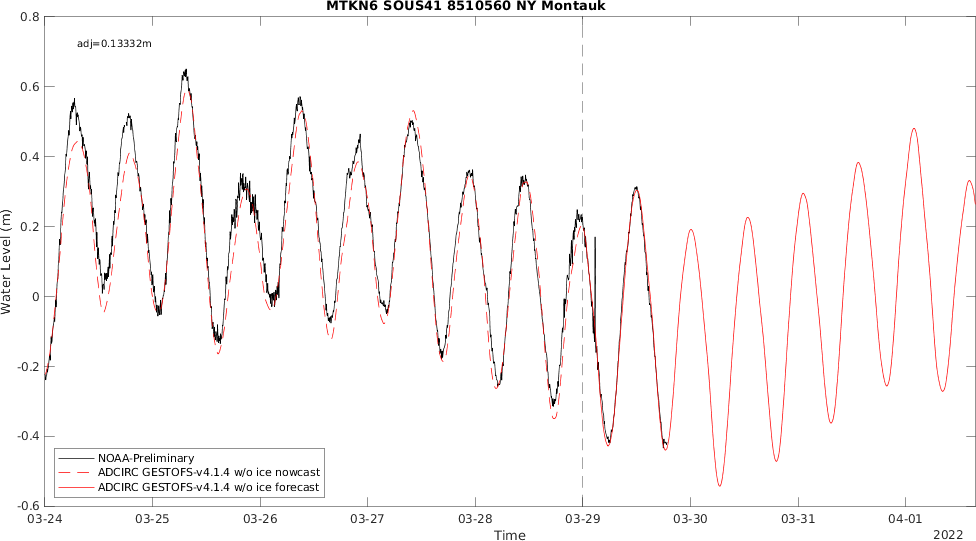 MTKN6 SOUS41 8510560 NY Montauk
adj=0.13332m
Water Level (m)
0.8
0.6
0.4
0.2
0
-0.2
-0.4
-0.6
NOAA-Preliminary
ADCIRC GESTOFS-v4.1.4 w/o ice nowcast
ADCIRC GESTOFS-v4.1.4 w/o ice forecast
03-24 03-25 03-26 03-27 03-28 03-29 03-30 03-31 04-01
Time
2022